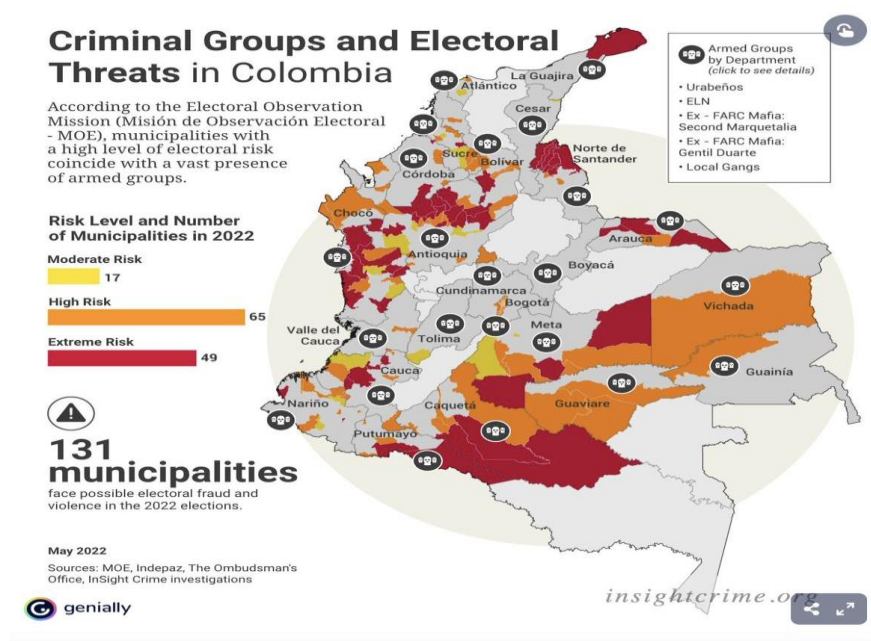 Criminal Groups and Electoral
Threats in Colombia
According to the Electoral Observation
Mission (Misión de Observación Electoral
- MOE), municipalities with
a high level of electoral risk
coincide with a vast presence
of armed groups.
Risk Level and Number
of Municipalities in 2022
Moderate Risk
17
High Risk
65
Extreme Risk
49
131
municipalities
face possible electoral fraud and
violence in the 2022 elections.
May 2022
Sources: MOE, Indepaz, The Ombudsman's
Office, InSight Crime investigations
genially
Armed Groups
by Department
(click to see details)
• Urabeños
• ELN
• Ex - FARC Mafia:
Second Marquetalia
• Ex - FARC Mafia:
Gentil Duarte
• Local Gangs
La Guajira
Atlántico
Cesar
Norte de
Santander
Sucre
Bolívar
Córdoba
Chocó
Arauca
Antioquia
Boyacá
Cundinamarca
Bogotá
Vichada
Meta
Valle del
Cauca
Tolima
Cauca
Guainía
Nariño
Caquetá
Guaviare
Putumayo
insightcrime.org